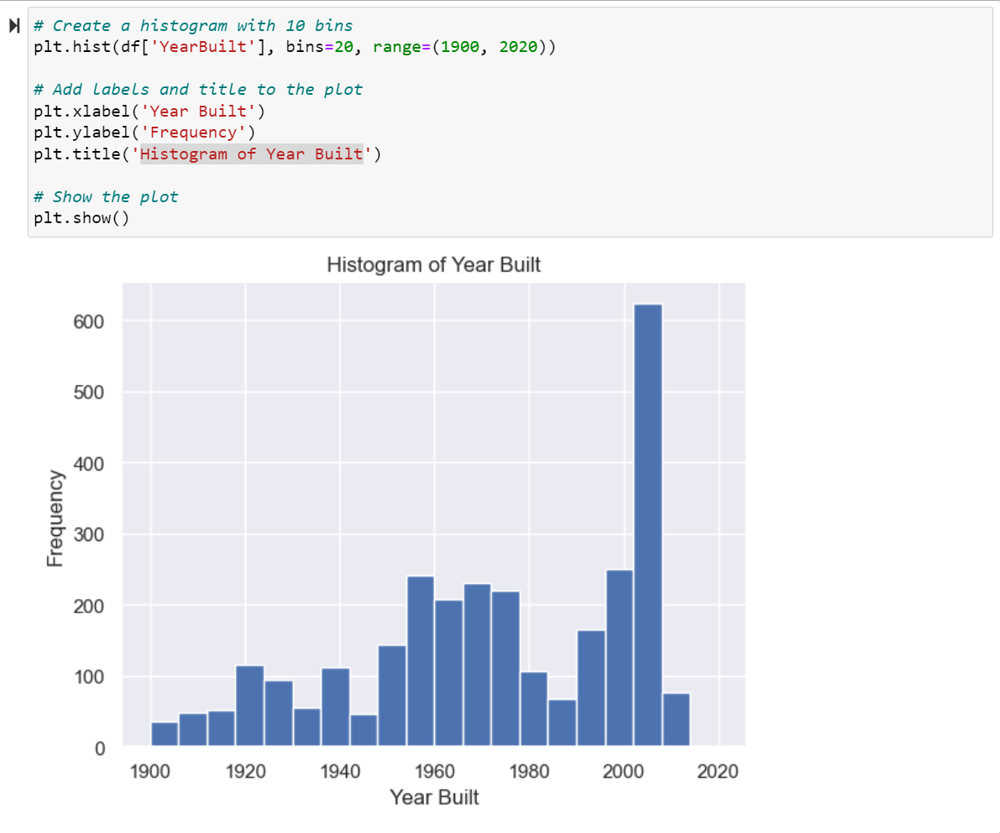 # Create a histogram with 10 bins
plt.hist(df['YearBuilt'], bins=20, range=(1900, 2020))
# Add labels and title to the plot
plt.xlabel('Year Built')
plt.ylabel('Frequency')
plt.title('Histogram of Year Built')
# Show the plot
plt.show()
Histogram of Year Built
600
500
400
300
200
100
0
Frequency
1900 1920 1940 1960 1980 2000 2020
Year Built